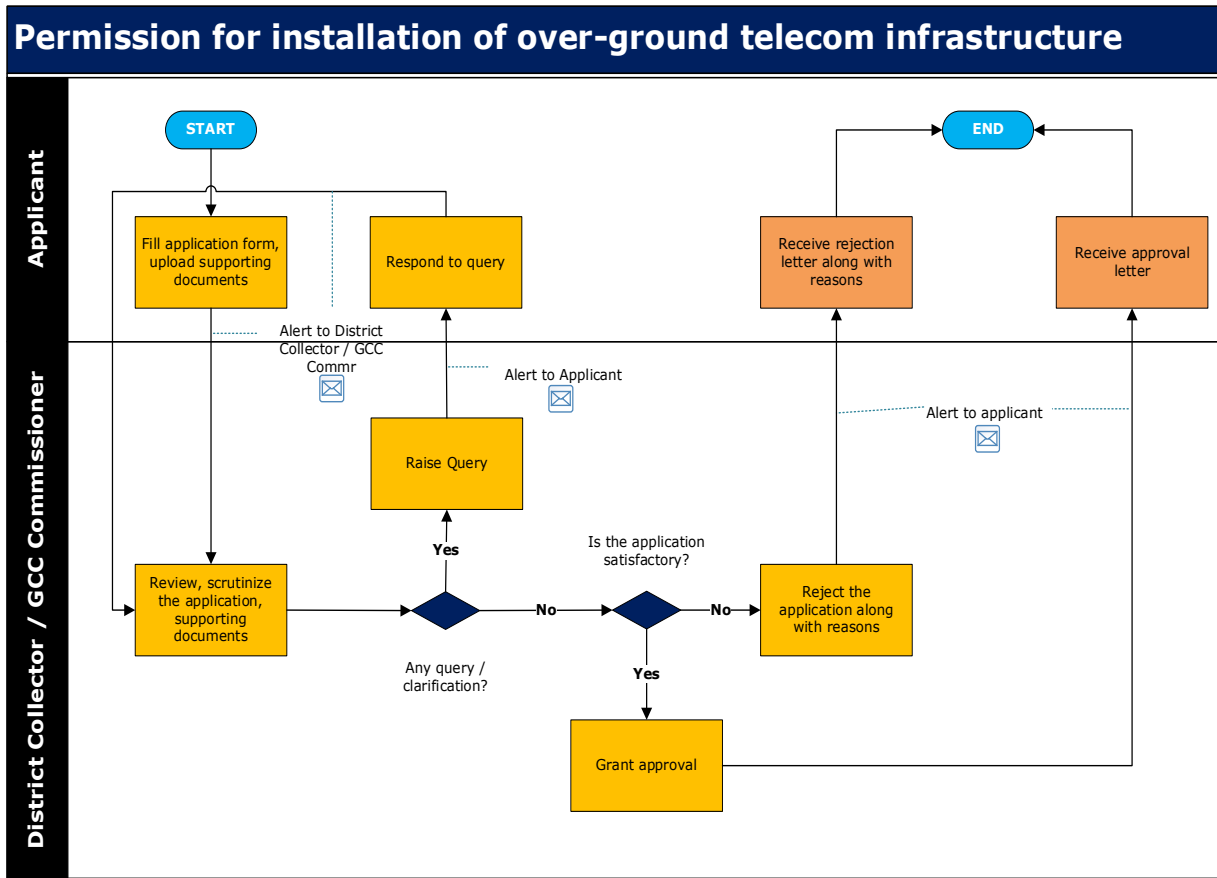 Permission for installation of over-ground telecom infrastructure
Applicant
START
END
Fill application form,
upload supporting
documents
Respond to query
Receive rejection
letter along with
reasons
Receive approval
letter
Alert to District
Collector / GCC
Commr
Alert to Applicant
Alert to applicant
District Collector / GCC Commissioner
Raise Query
Yes
Is the application
satisfactory?
Review, scrutinize
the application,
supporting
documents
No
No
Reject the
application along
with reasons
Any query /
clarification?
Yes
Grant approval